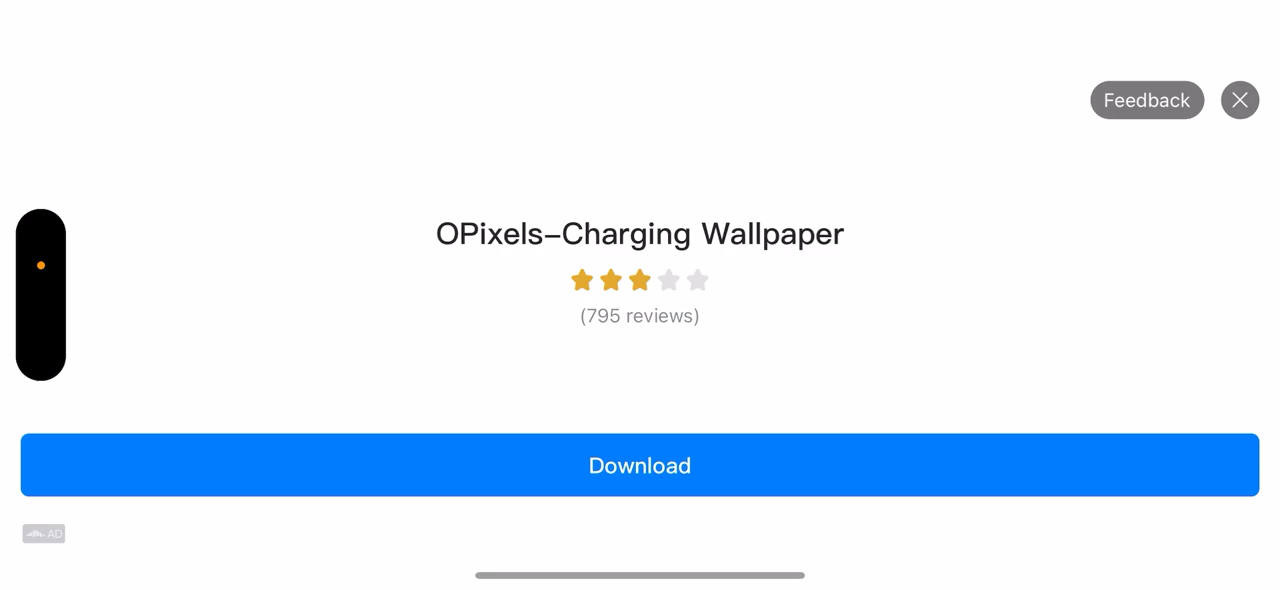 Feedback
OPixels–Charging Wallpaper
(795 reviews)
Download
AD